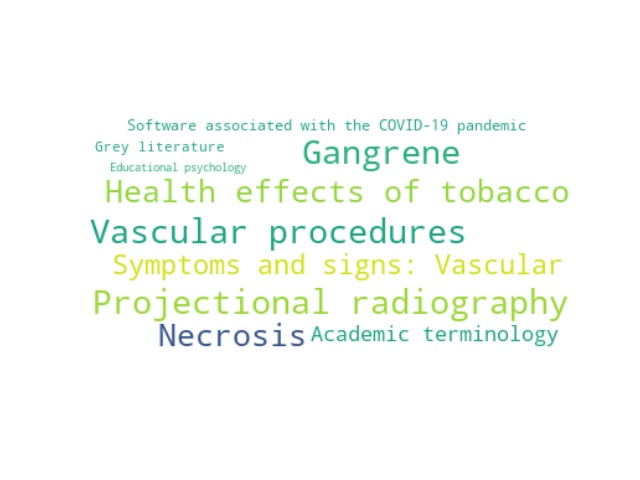 Software associated with the COVID-19 pandemic
Grey literature
Gangrene
Educational psychology
Health effects of tobacco
Vascular procedures
Symptoms and signs: Vascular
Projectional radiography
Necrosis
Academic terminology